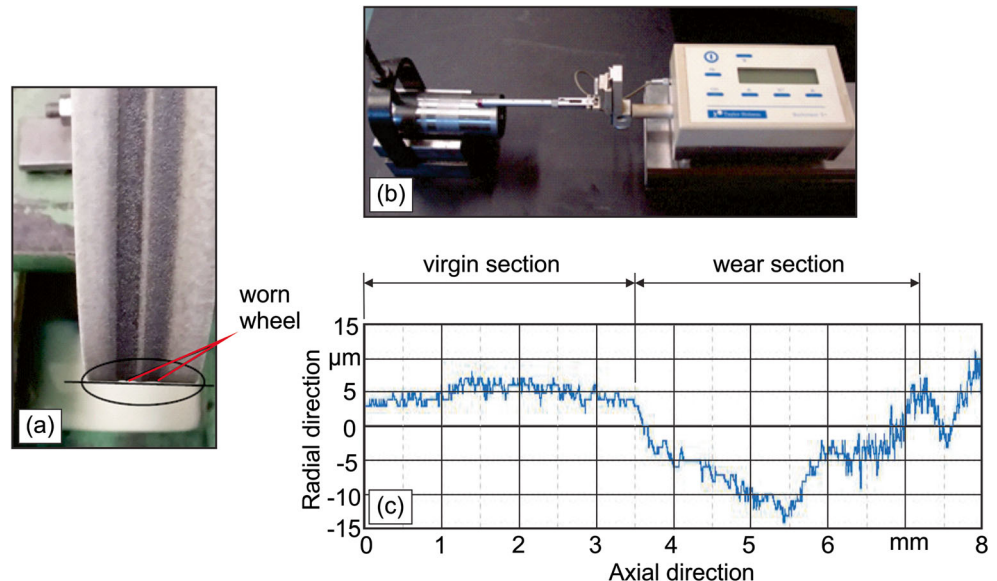 (a)
worn
wheel
(b)
virgin section
wear section
15
µm
5
0
-5
-10
-15
Radial direction
(c)
0 1 2 3 4 5 6 mm 8
Axial direction